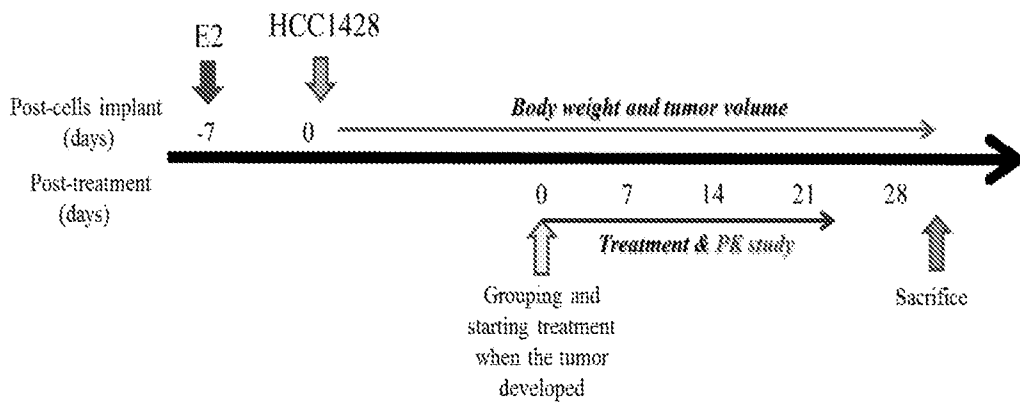 E2
HCC1428
Post-cells implant
(days)
Body weight and tumor volume
-7
0
Post-treatment
(days)
0
7
14
21
28
Treatment & PK study
Grouping and
starting treatment
when the tumor
developed
Sacrifice